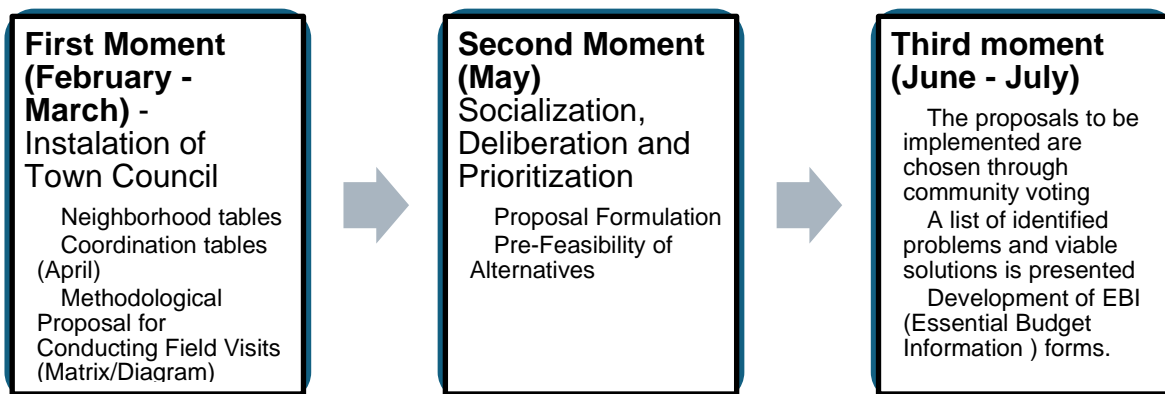 First Moment
(February -
March) -
Instalation of
Town Council
Neighborhood tables
Coordination tables
(April)
Methodological
Proposal for
Conducting Field Visits
(Matrix/Diagram)
Second Moment
(May)
Socialization,
Deliberation and
Prioritization
Proposal Formulation
Pre-Feasibility of
Alternatives
Third moment
(June - July)
The proposals to be
implemented are
chosen through
community voting
A list of identified
problems and viable
solutions is presented
Development of EBI
(Essential Budget
Information ) forms.